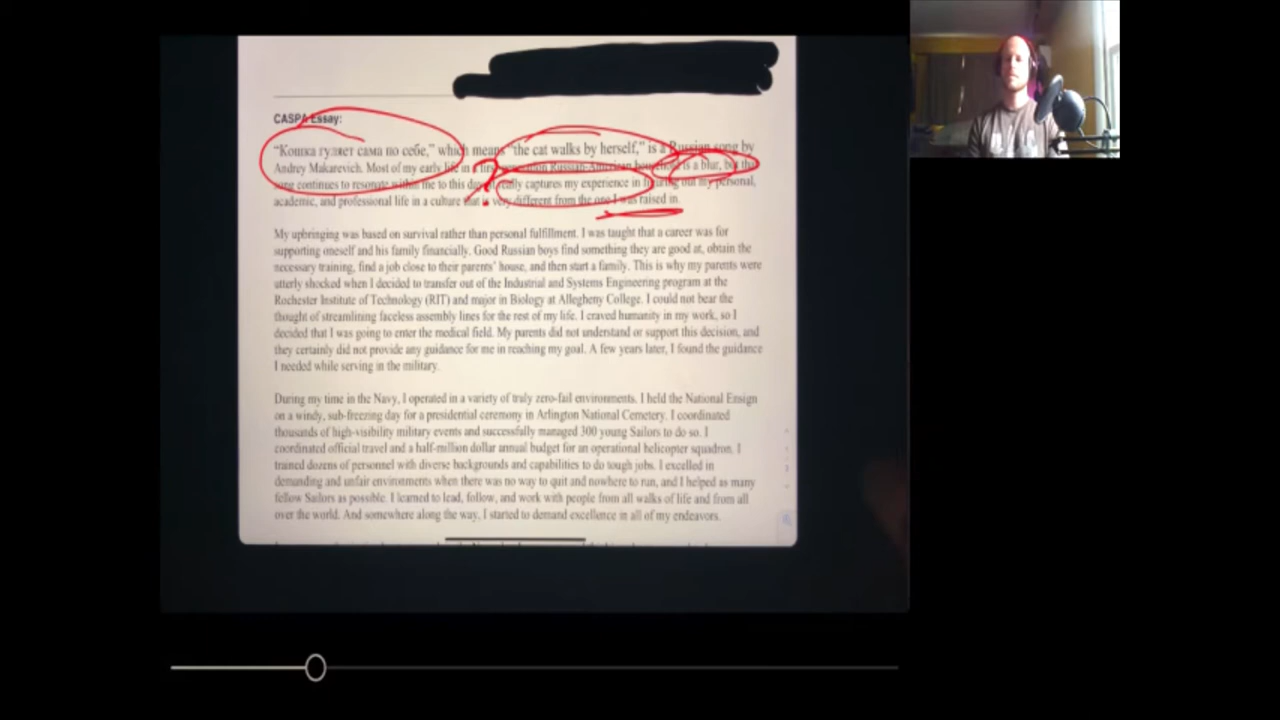 CASPA Essay:
“Кошка гуляет сама по себе,” which means “the cat walks by herself,” is a Russian song by
Andrey Makarevich. Most of my early life in a Russian-American is a blur, but the
song continues to resonate within me to this day. captures my experience in figuring out my personal,
academic, and professional life in a culture that is very different from the one I was raised in.
My upbringing was based on survival rather than personal fulfillment. I was taught that a career was for
supporting oneself and his family financially. Good Russian boys find something they are good at, obtain the
necessary training, find a job close to their parents’ house, and then start a family. This is why my parents were
utterly shocked when I decided to transfer out of the Industrial and Systems Engineering program at the
Rochester Institute of Technology (RIT) and major in Biology at Allegheny College. I could not bear the
thought of streamlining faceless assembly lines for the rest of my life. I craved humanity in my work, so I
decided that I was going to enter the medical field. My parents did not understand or support this decision, and
they certainly did not provide any guidance for me in reaching my goal. A few years later, I found the guidance
I needed while serving in the military.
During my time in the Navy, I operated in a variety of truly zero-fail environments. I held the National Ensign
on a windy, sub-freezing day for a presidential ceremony in Arlington National Cemetery. I coordinated
thousands of high-visibility military events and successfully managed 300 young Sailors to do so. I
coordinated official travel and a half-million dollar annual budget for an operational helicopter squadron. I
trained dozens of personnel with diverse backgrounds and capabilities to do tough jobs. I excelled in
demanding and unfair environments when there was no way to quit and nowhere to run, and I helped as many
fellow Sailors as possible. I learned to lead, follow, and work with people from all walks of life and from all
over the world. And somewhere along the way, I started to demand excellence in all of my endeavors.